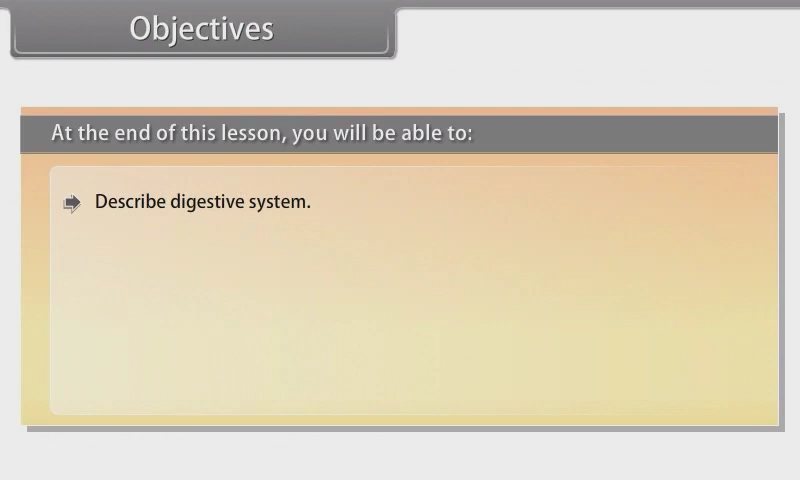 Objectives
At the end of this lesson, you will be able to:
Describe digestive system.